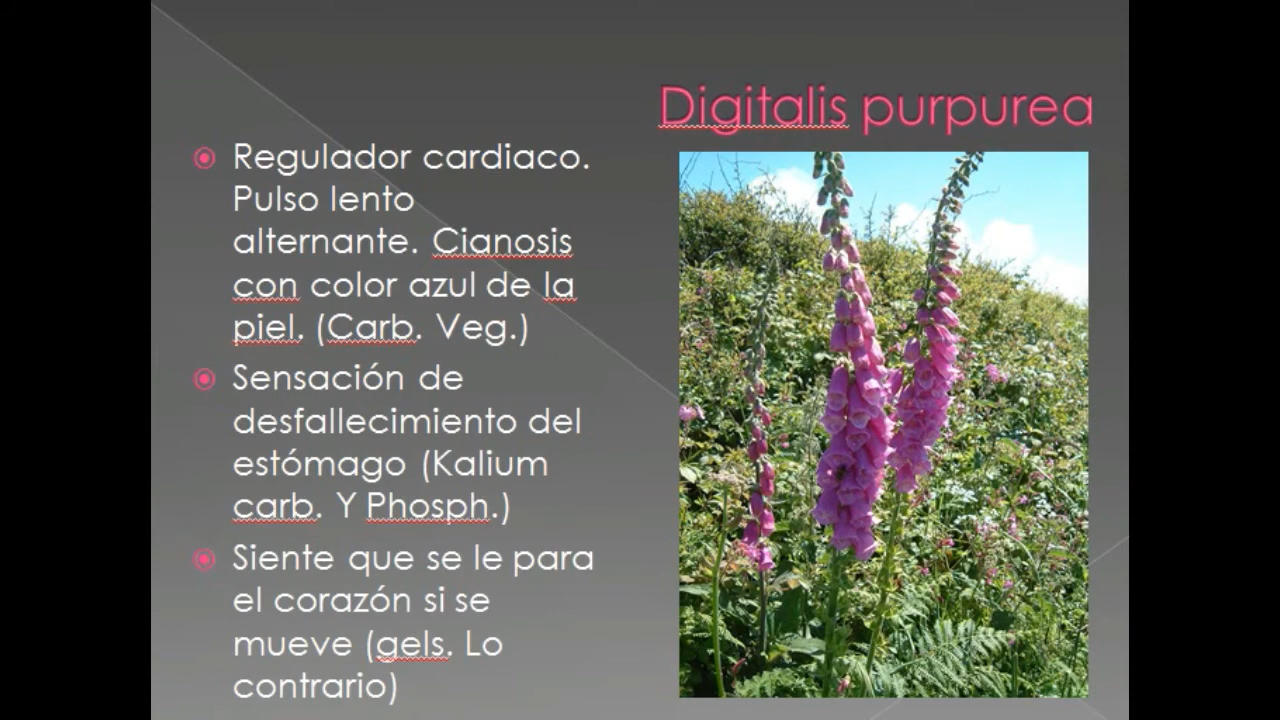 Digitalis purpurea
Regulador cardiaco.
Pulso lento
alternante. Cianosis
con color azul de la
piel. (Carb. Veg.)
Sensación de
desfallecimiento del
estómago (Kalium
carb. Y Phosph.)
Siente que se le para
el corazón si se
mueve (gels. Lo
contrario)